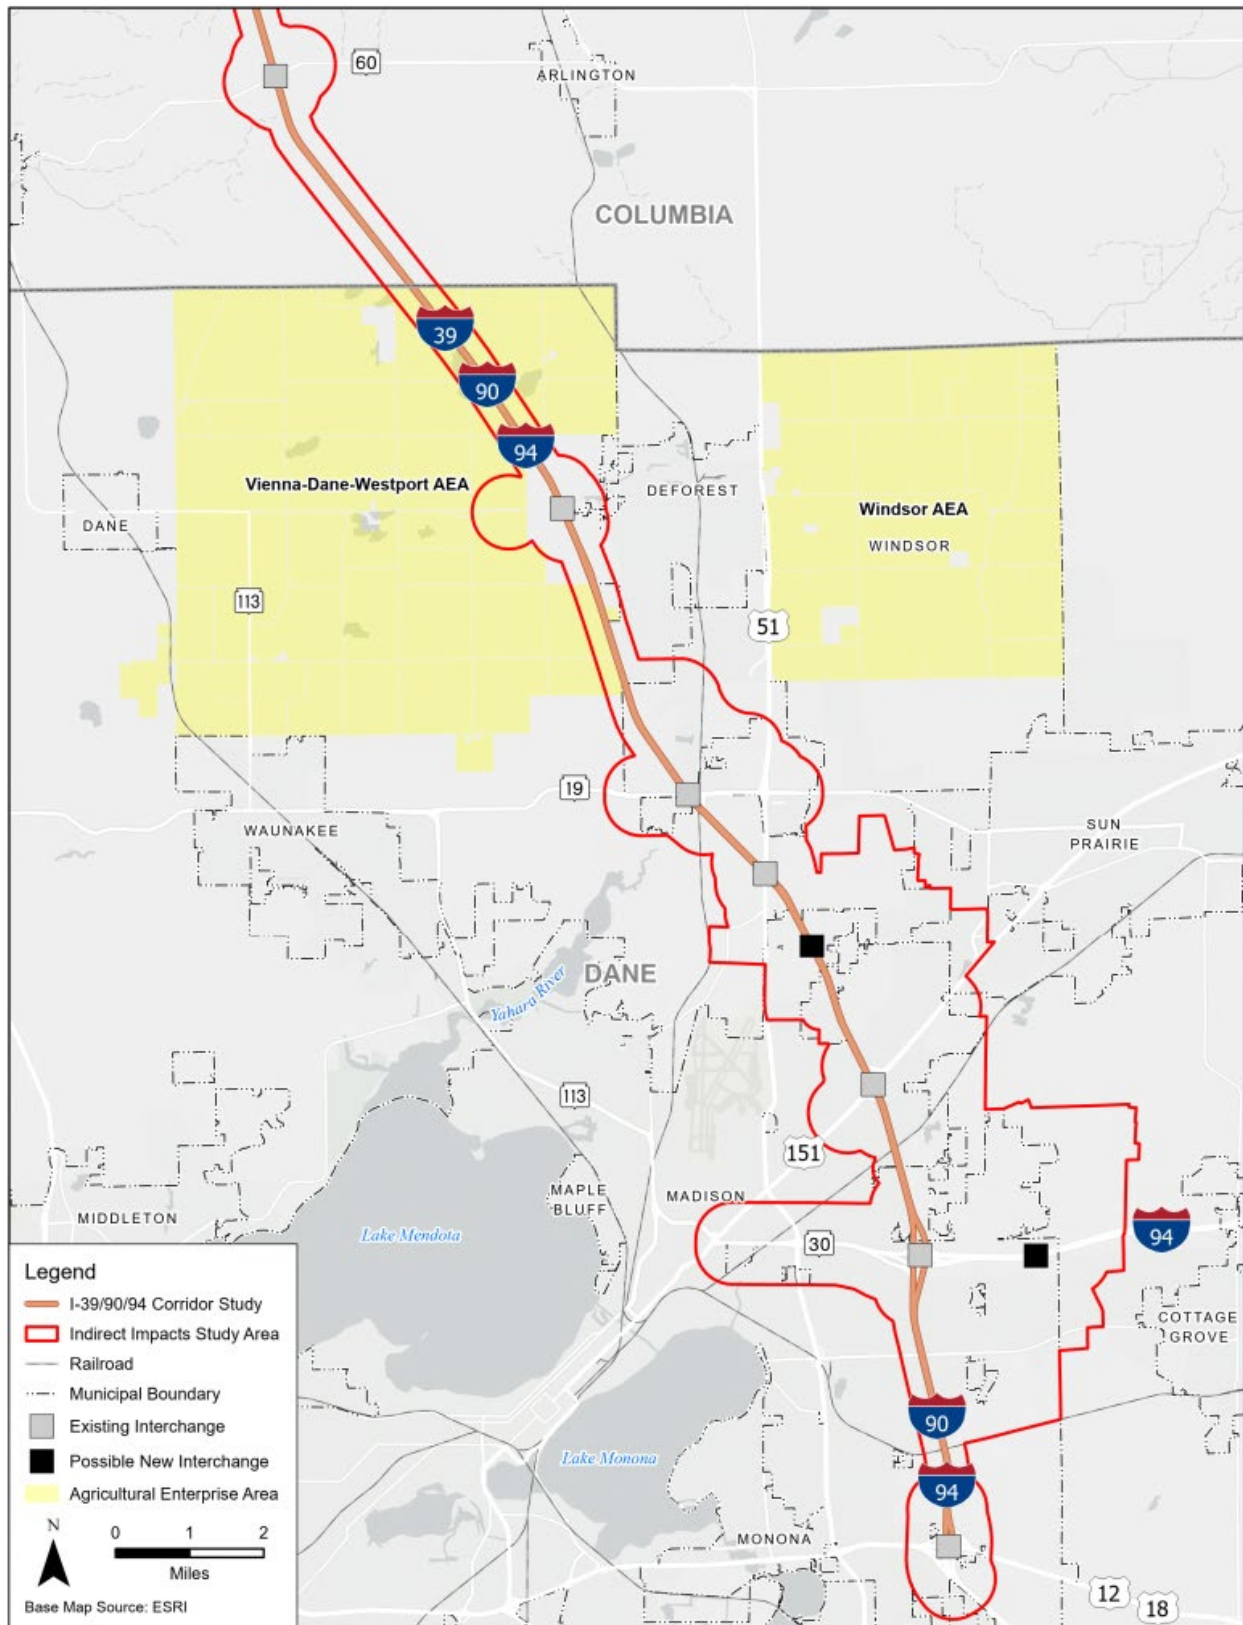 60
ARLINGTON
COLUMBIA
39
90
94
Vienna-Dane-Westport AEA
DEFOREST
DANE
Windsor AEA
WINDSOR
113
51
19
WAUNAKEE
SUN
PRAIRIE
DANE
Yahara River
113
151
MAPLE
BLUFF
MADISON
MIDDLETON
Lake Mendota
30
94
COTTAGE
GROVE
90
Lake Monona
94
MONONA
12
18
Legend
I-39/90/94 Corridor Study
Indirect Impacts Study Area
Railroad
Municipal Boundary
Existing Interchange
Possible New Interchange
Agricultural Enterprise Area
N
0 1 2
Miles
Base Map Source: ESRI